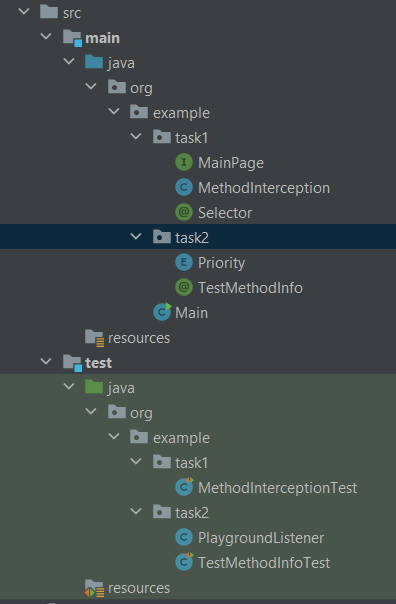 src
main
java
org
example
task1
I MainPage
C MethodInterception
@ Selector
task2
E Priority
@ TestMethodInfo
C Main
resources
test
java
org
example
task1
C MethodInterceptionTest
task2
C PlaygroundListener
C TestMethodInfoTest
resources